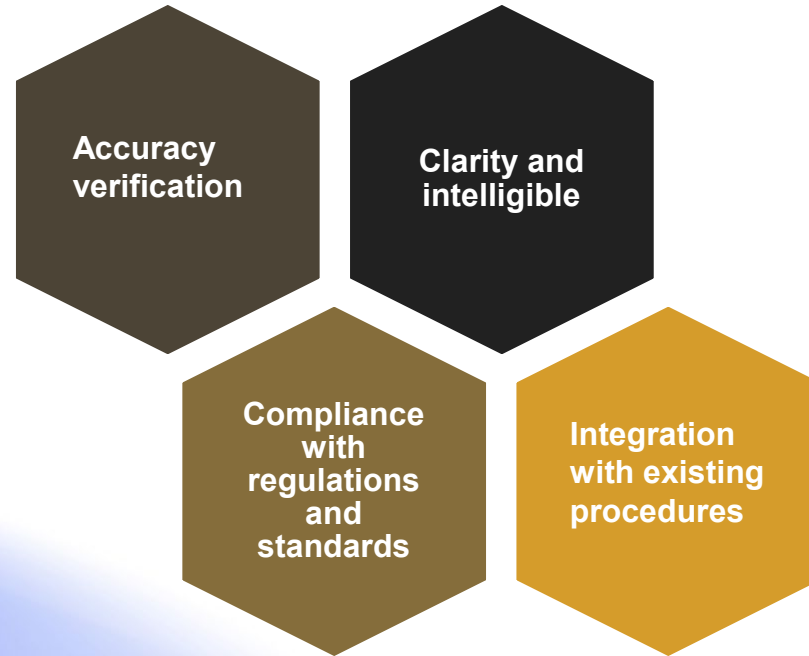 Accuracy
verification
Clarity and
intelligible
Compliance
with
regulations
and
standards
Integration
with existing
procedures